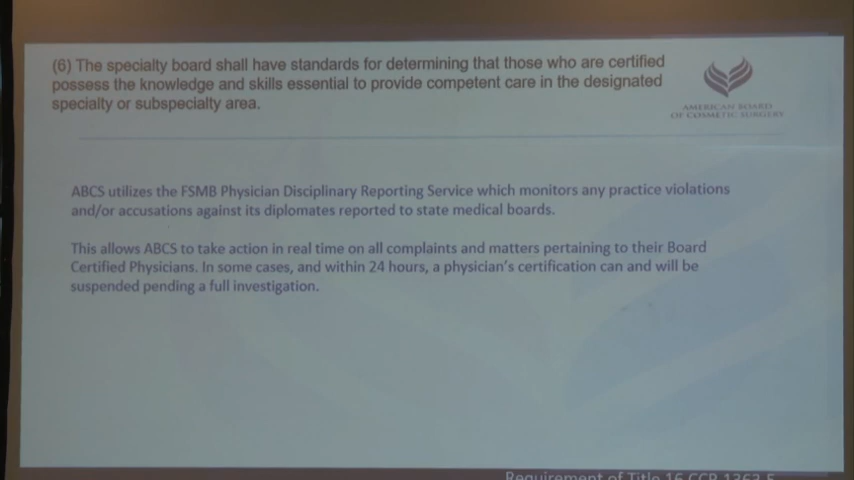 (6) The specialty board shall have standards for determining that those who are certified
possess the knowledge and skills essential to provide competent care in the designated
specialty or subspecialty area.
AMERICAN BOARD
OF COSMETIC SURGERY
ABCS utilizes the FSMB Physician Disciplinary Reporting Service which monitors any practice violations
and/or accusations against its diplomates reported to state medical boards.
This allows ABCS to take action in real time on all complaints and matters pertaining to their Board
Certified Physicians. In some cases, and within 24 hours, a physician's certification can and will be
suspended pending a full investigation.
Requirement of Title 16 CCR 1363.5